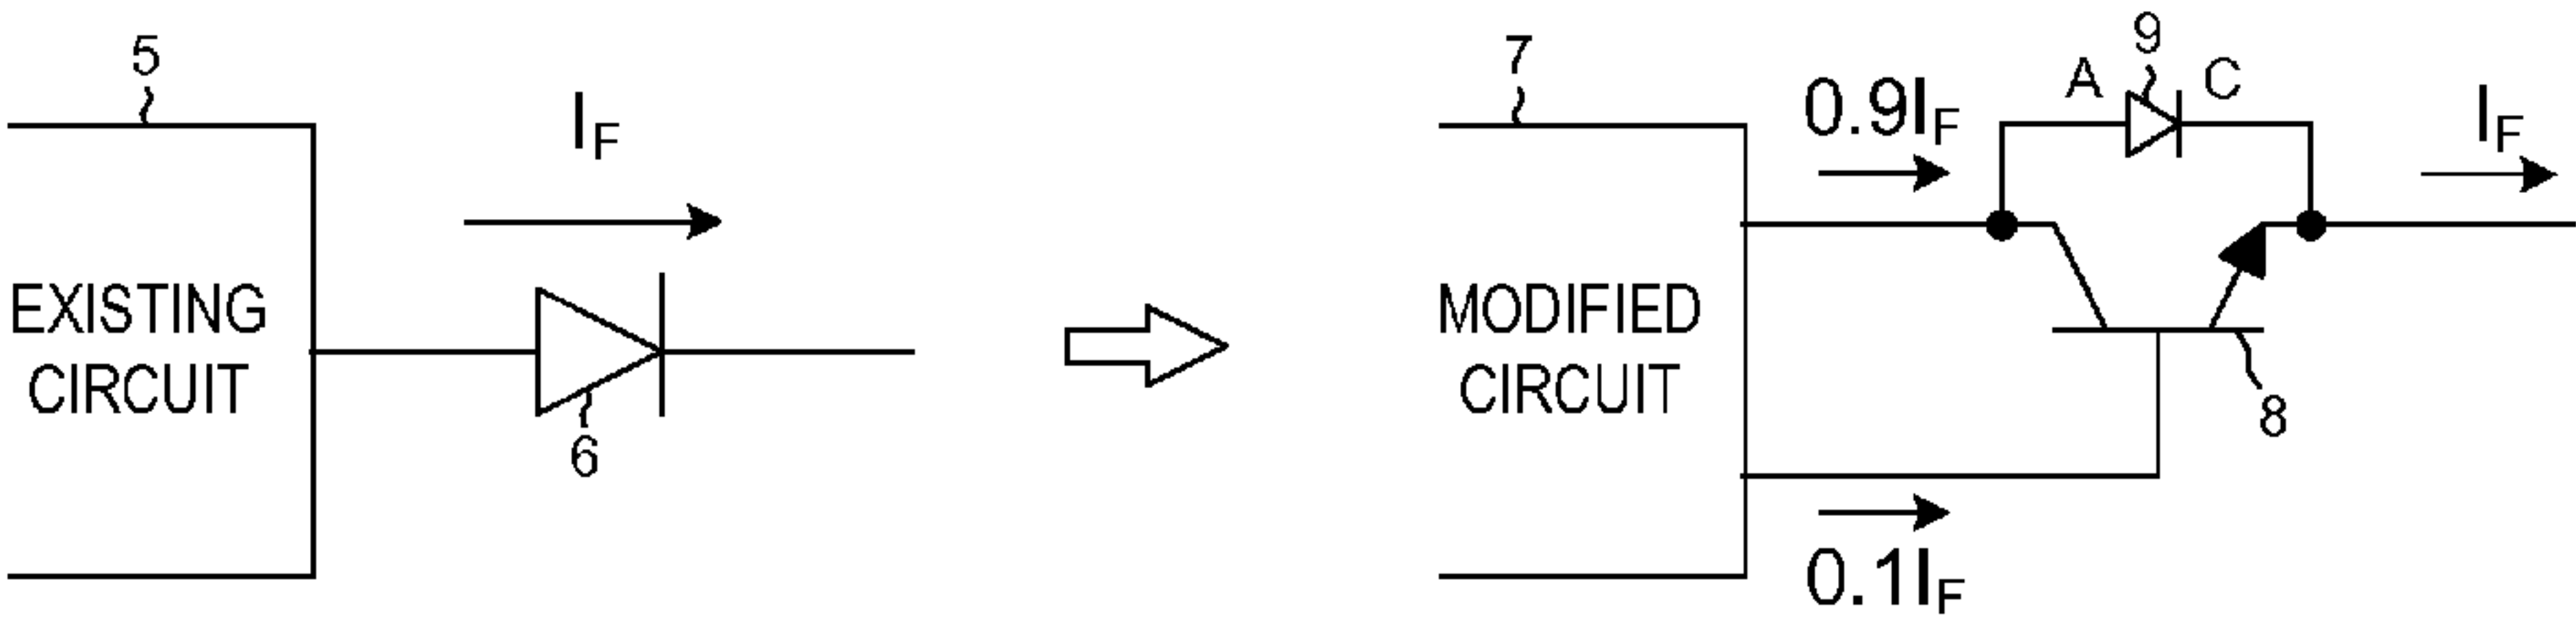 5
I_F
EXISTING
CIRCUIT
6
7
0.9I_F
A
9
C
I_F
MODIFIED
CIRCUIT
8
0.1I_F